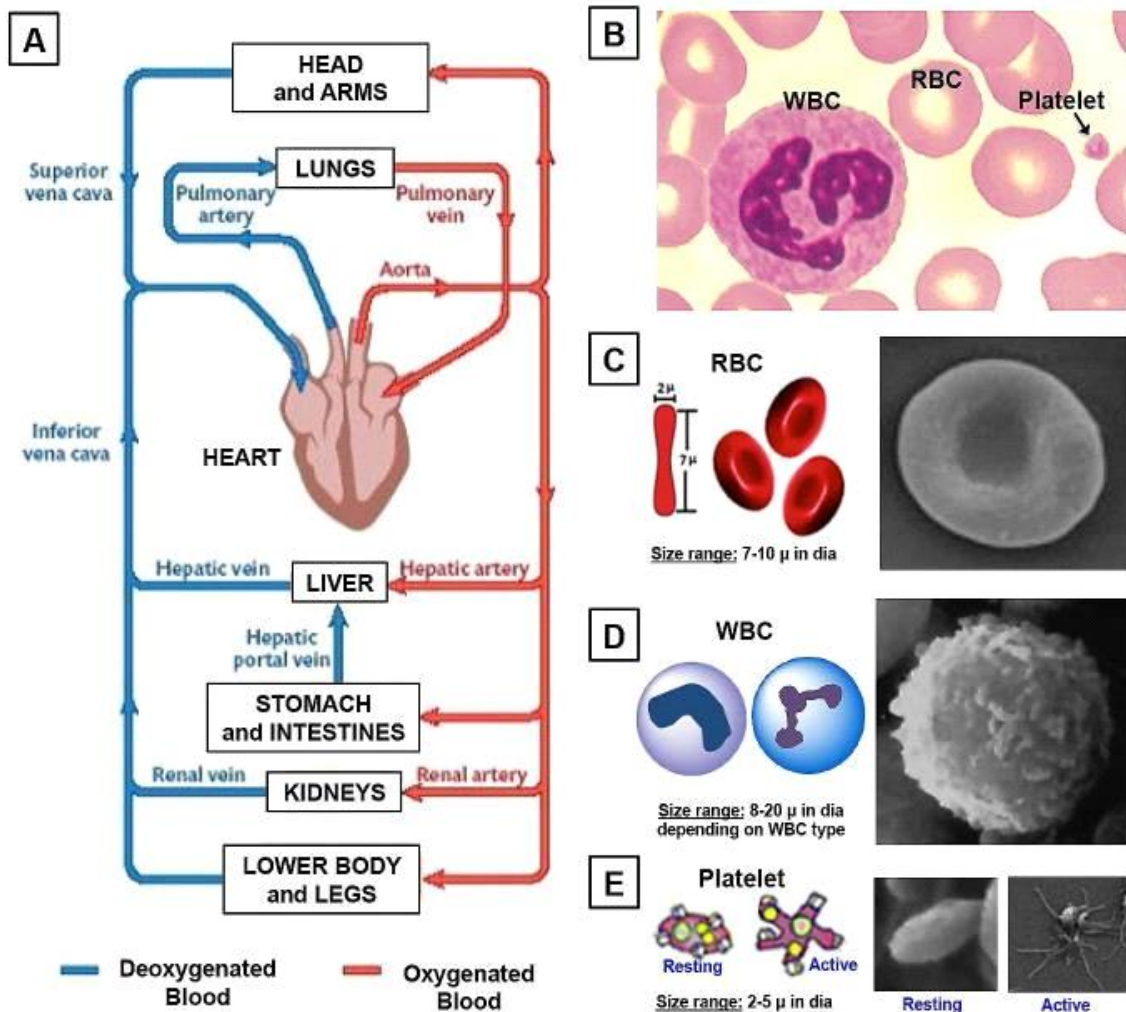 A
HEAD
and ARMS
LUNGS
Superior
vena cava
Pulmonary
artery
Pulmonary
vein
Aorta
Inferior
vena cava
HEART
Hepatic vein
LIVER
Hepatic artery
Hepatic
portal vein
STOMACH
and INTESTINES
Renal vein
KIDNEYS
Renal artery
LOWER BODY
and LEGS
Deoxygenated
Blood
Oxygenated
Blood
B
WBC
RBC
Platelet
C
RBC
2 μ
7 μ
Size range: 7-10 μ in dia
D
WBC
Size range: 8-20 μ in dia
depending on WBC type
E
Platelet
Resting
Active
Size range: 2-5 μ in dia
Resting
Active